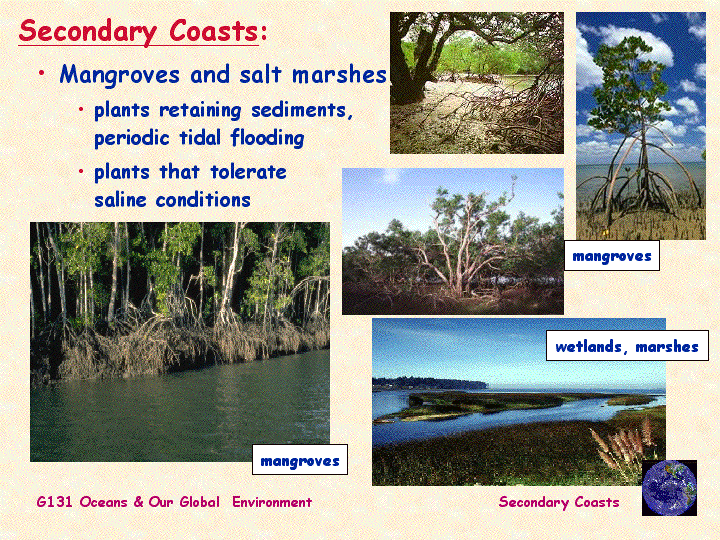 Secondary Coasts:
• Mangroves and salt marshes
• plants retaining sediments,
periodic tidal flooding
• plants that tolerate
saline conditions
mangroves
wetlands, marshes
mangroves
G131 Oceans & Our Global Environment
Secondary Coasts